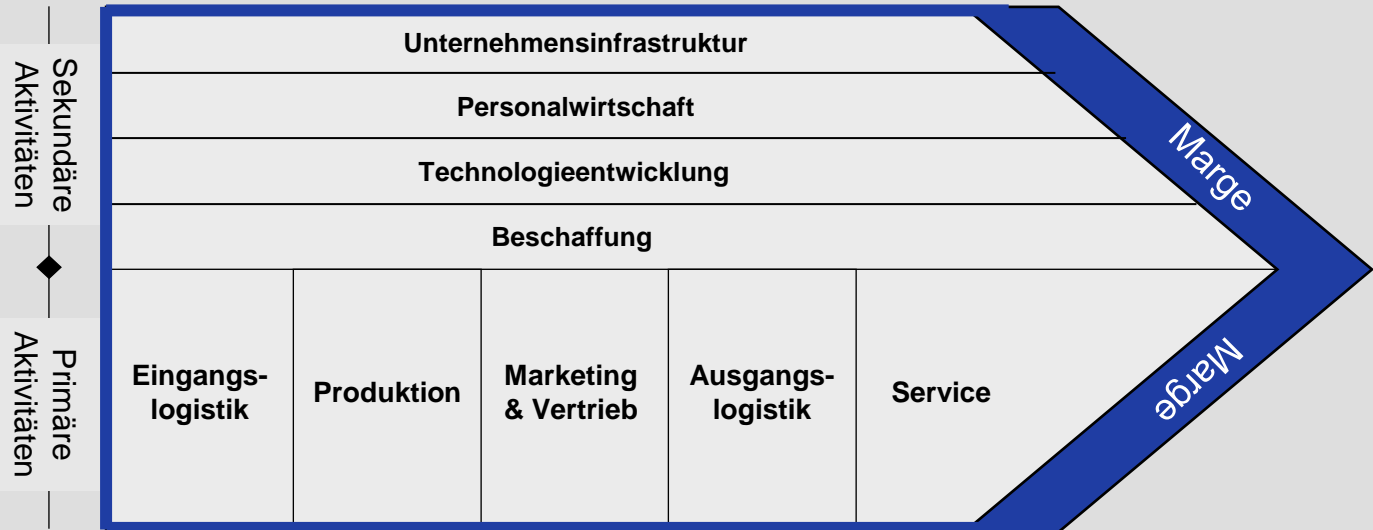 Sekundäre
Aktivitäten
Unternehmensinfrastruktur
Personalwirtschaft
Technologieentwicklung
Beschaffung
Marge
Primäre
Aktivitäten
Eingangs-
logistik
Produktion
Marketing
& Vertrieb
Ausgangs-
logistik
Service
Marge